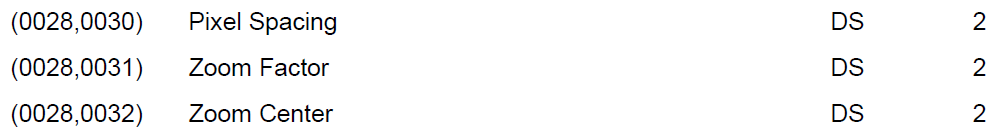 (0028,0030) Pixel Spacing DS 2
(0028,0031) Zoom Factor DS 2
(0028,0032) Zoom Center DS 2